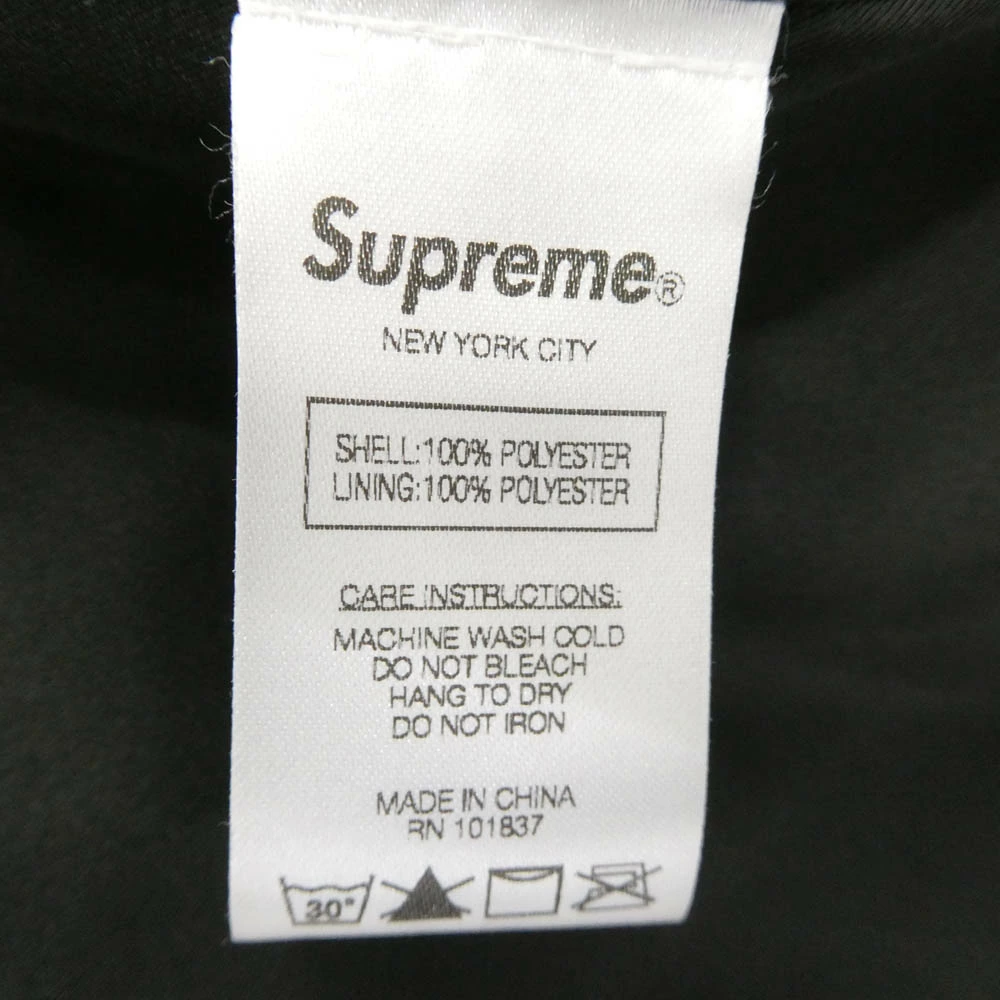 Supreme®
NEW YORK CITY
SHELL:100% POLYESTER
LINING:100% POLYESTER
CARE INSTRUCTIONS:
MACHINE WASH COLD
DO NOT BLEACH
HANG TO DRY
DO NOT IRON
MADE IN CHINA
RN 101837
30°